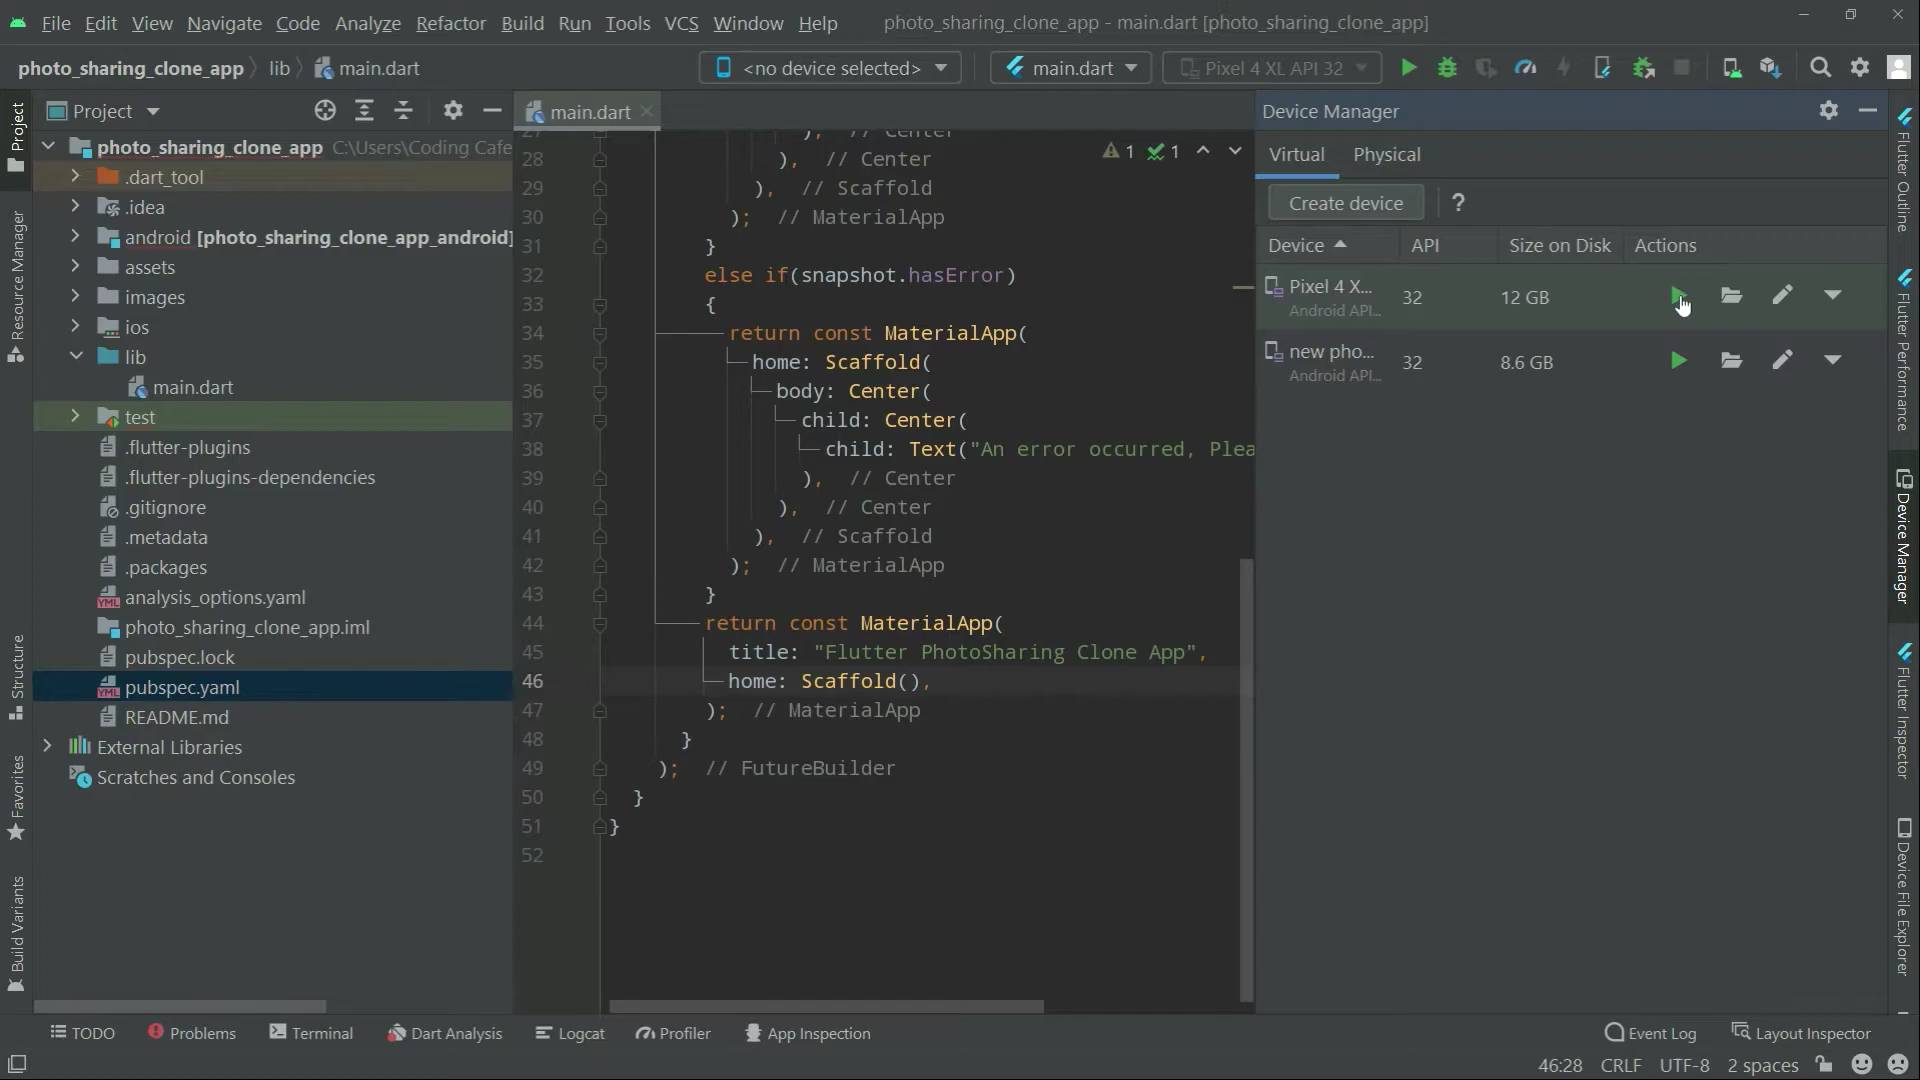 File Edit View Navigate Code Analyze Refactor Build Run Tools VCS Window Help photo_sharing_clone_app - main.dart [photo_sharing_clone_app]
photo_sharing_clone_app lib main.dart <no device selected> main.dart Pixel 4 XL API 32
Project
Resource Manager
Structure
Favorites
Build Variants
Project
photo_sharing_clone_app C:\Users\Coding Cafe
.dart_tool
.idea
android [photo_sharing_clone_app_android]
assets
images
ios
lib
main.dart
test
.flutter-plugins
.flutter-plugins-dependencies
.gitignore
.metadata
.packages
analysis_options.yaml
photo_sharing_clone_app.iml
pubspec.lock
pubspec.yaml
README.md
External Libraries
Scratches and Consoles
main.dart
1 1
27 ), // Center
28 ), // Center
29 ), // Scaffold
30 ); // MaterialApp
31 }
32 else if(snapshot.hasError)
33 {
34 return const MaterialApp(
35 home: Scaffold(
36 body: Center(
37 child: Center(
38 child: Text("An error occurred, Plea
39 ), // Center
40 ), // Center
41 ), // Scaffold
42 ); // MaterialApp
43 }
44 return const MaterialApp(
45 title: "Flutter PhotoSharing Clone App",
46 home: Scaffold(),
47 ); // MaterialApp
48 }
49 ); // FutureBuilder
50 }
51 }
52
Device Manager
Virtual Physical
Create device ?
Device API Size on Disk Actions
Pixel 4 X... 32 12 GB
Android API...
new pho... 32 8.6 GB
Android API...
Flutter Outline
Flutter Performance
Device Manager
Flutter Inspector
Device File Explorer
TODO Problems Terminal Dart Analysis Logcat Profiler App Inspection Event Log Layout Inspector
46:28 CRLF UTF-8 2 spaces